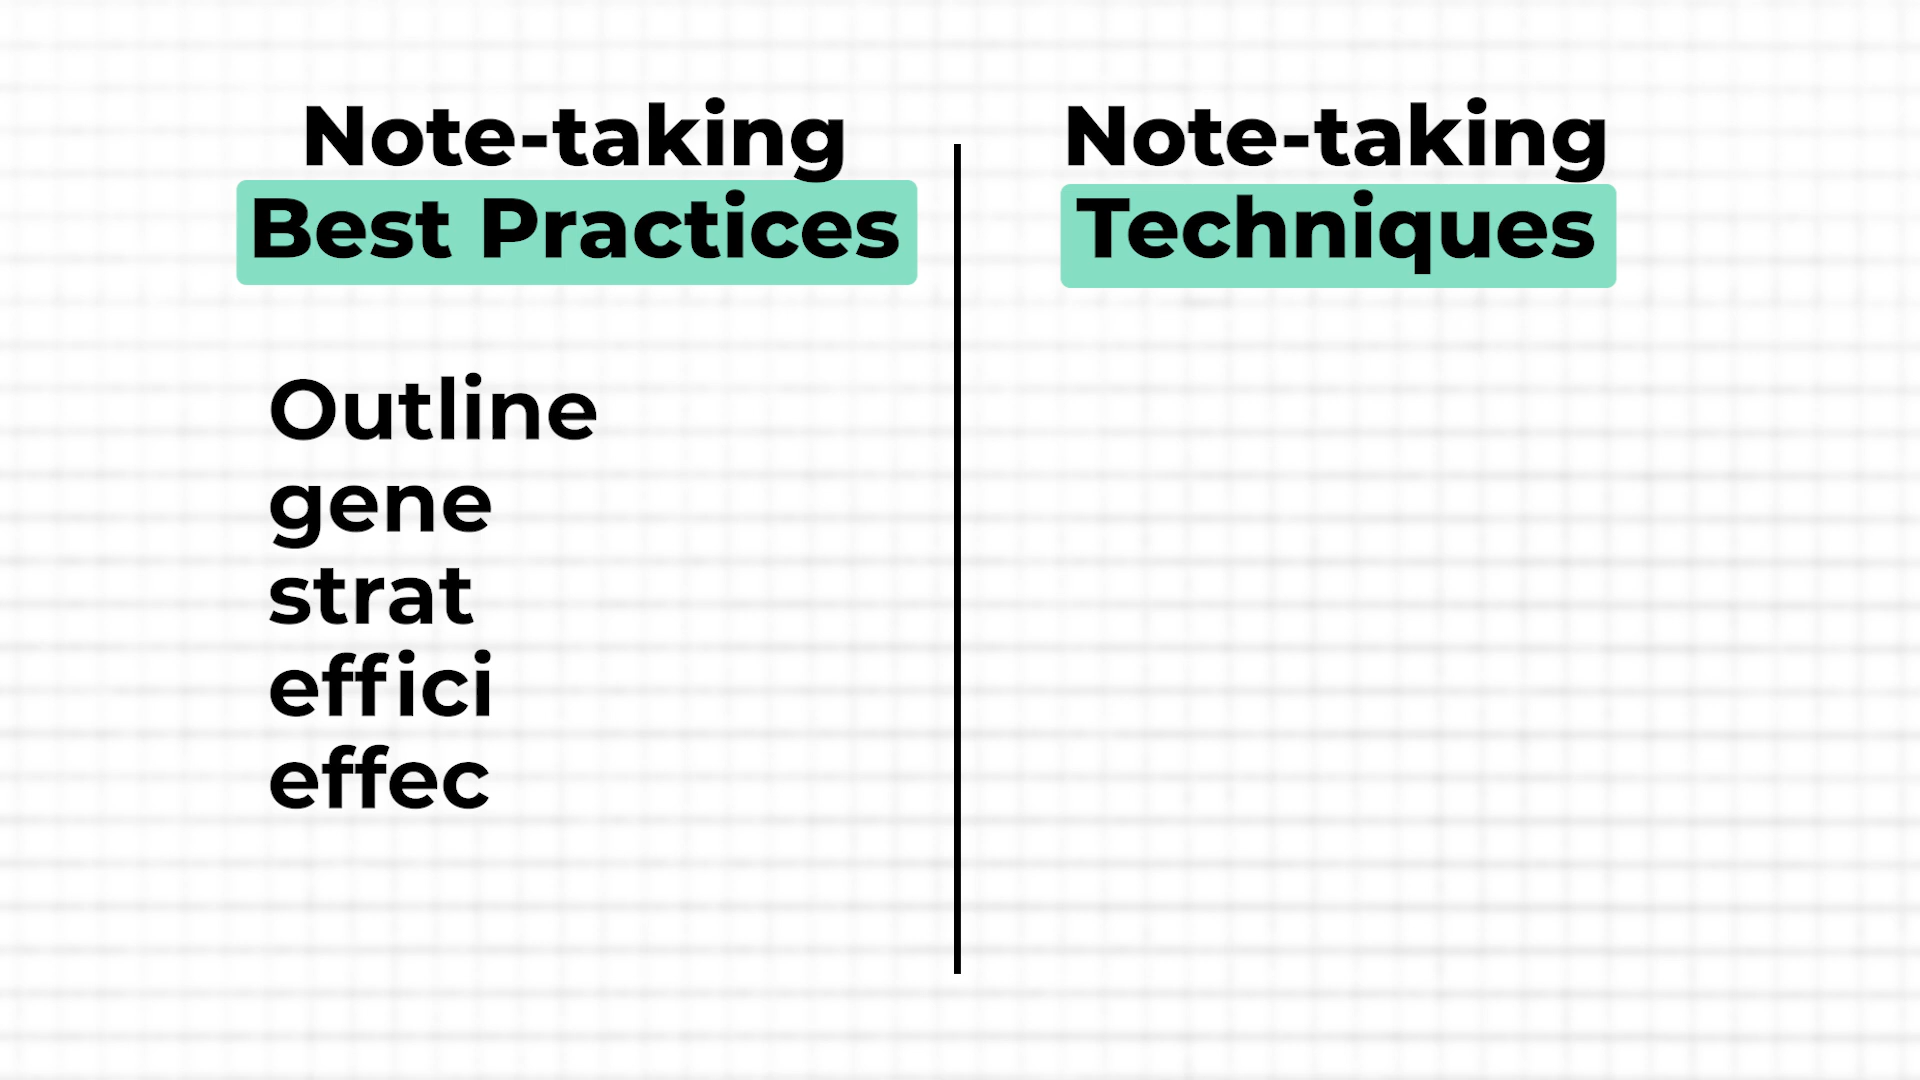 Note-taking
Best Practices
Outline
gene
strat
effici
effec
Note-taking
Techniques